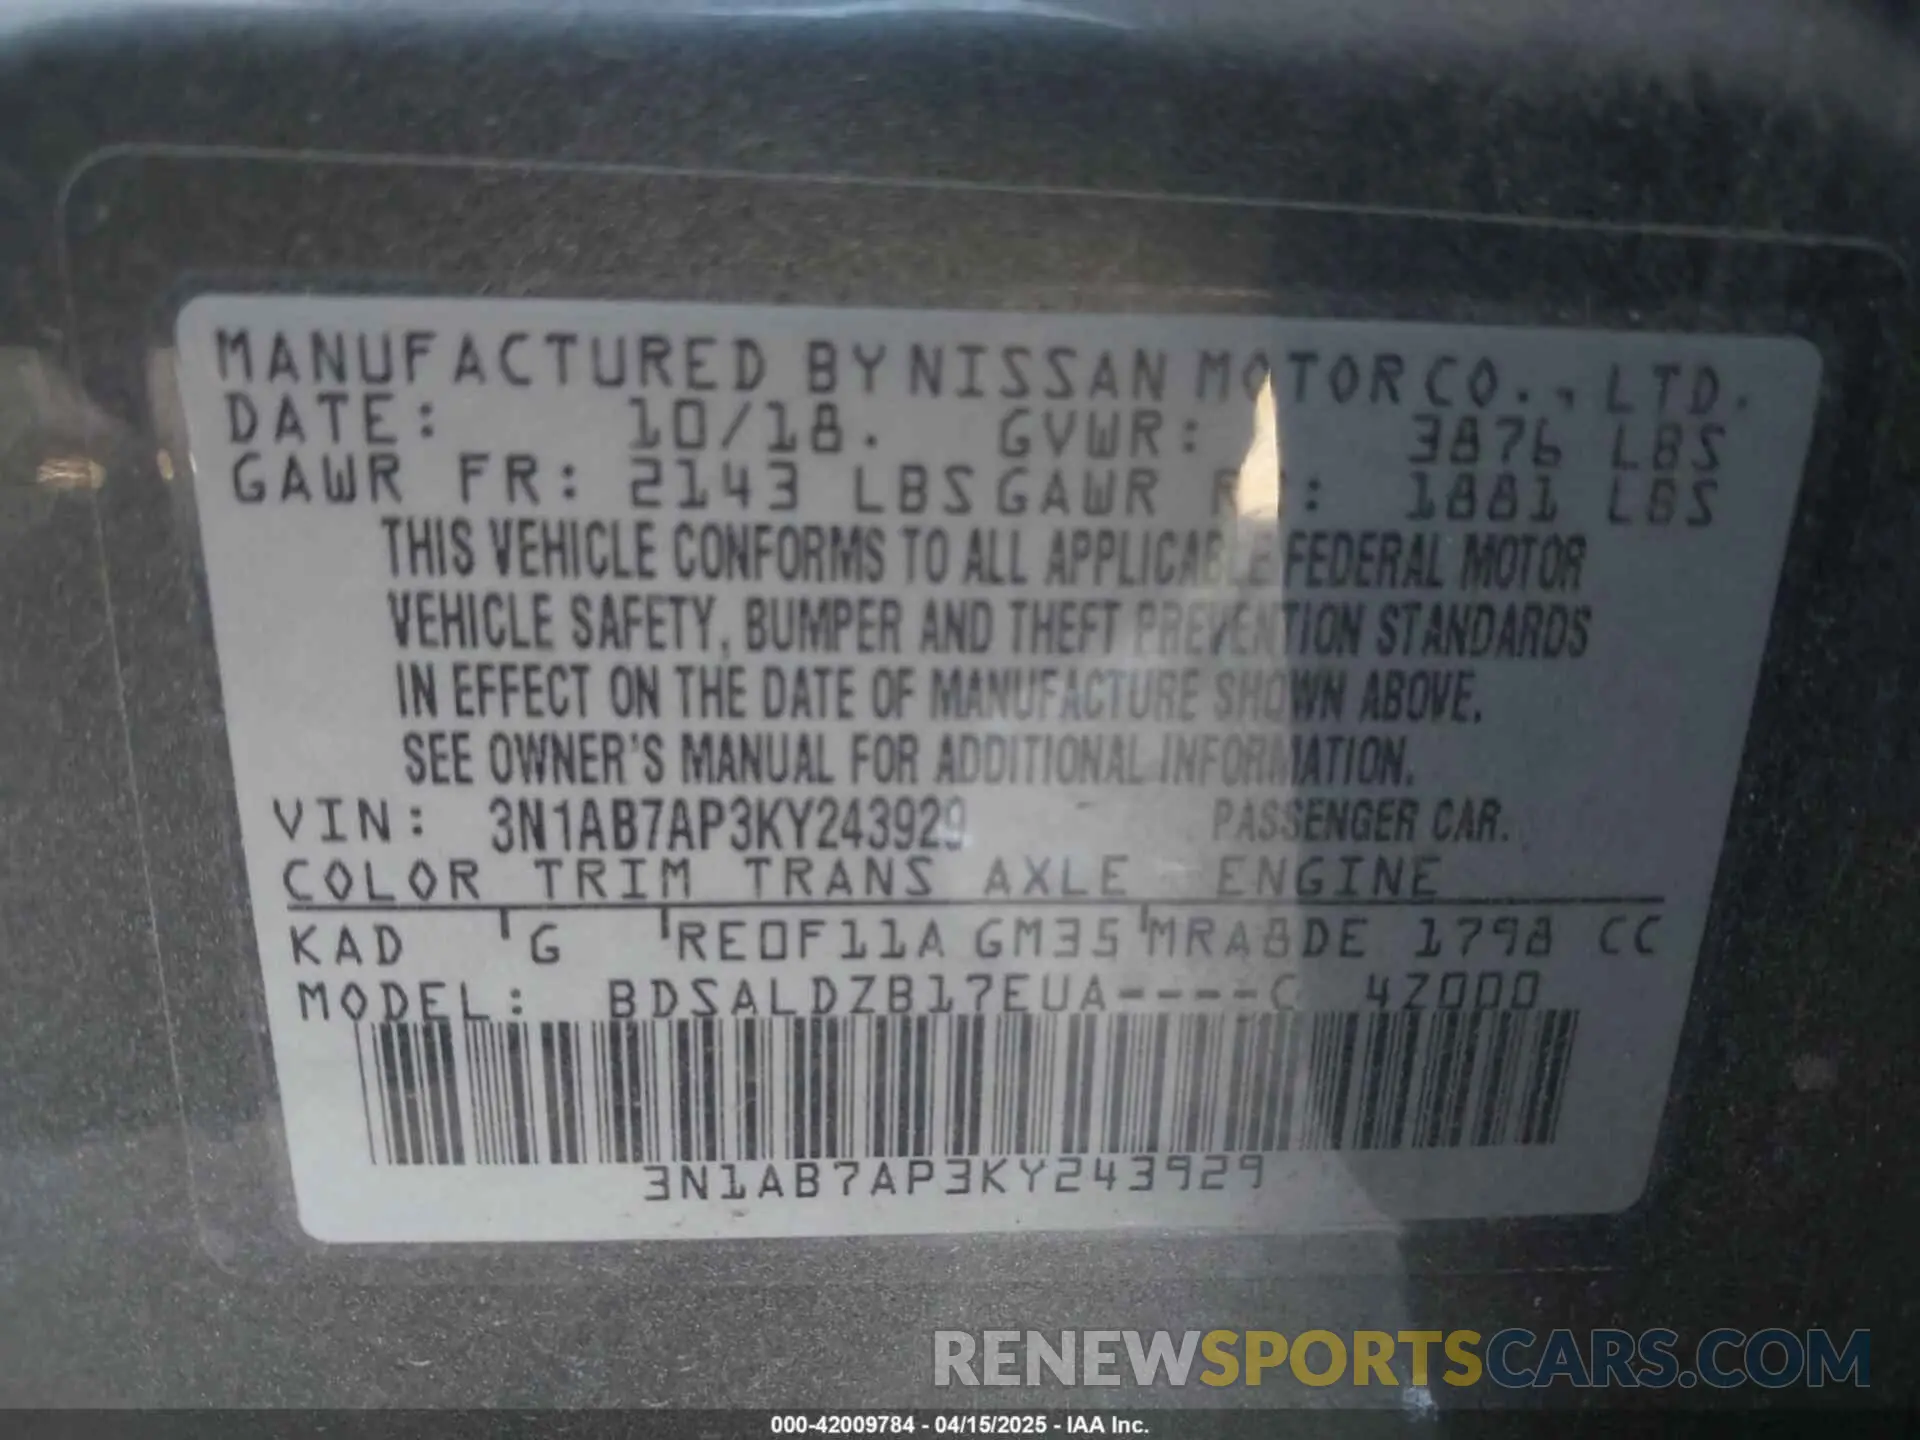 MANUFACTURED BY NISSAN MOTOR CO., LTD.
DATE: 10/18. GVWR: 3876 LBS
GAWR FR: 2143 LBS GAWR RR: 1881 LBS
THIS VEHICLE CONFORMS TO ALL APPLICABLE FEDERAL MOTOR
VEHICLE SAFETY, BUMPER AND THEFT PREVENTION STANDARDS
IN EFFECT ON THE DATE OF MANUFACTURE SHOWN ABOVE.
SEE OWNER'S MANUAL FOR ADDITIONAL INFORMATION.
VIN: 3N1AB7AP3KY243929 PASSENGER CAR.
COLOR TRIM TRANS AXLE ENGINE
KAD G RE0F11A GM35 MRA8DE 1798 CC
MODEL: BDSALDZB17EUA----C 4Z000
3N1AB7AP3KY243929
RENEWSPORTSCARS.COM
000-42009784 - 04/15/2025 - IAA Inc.